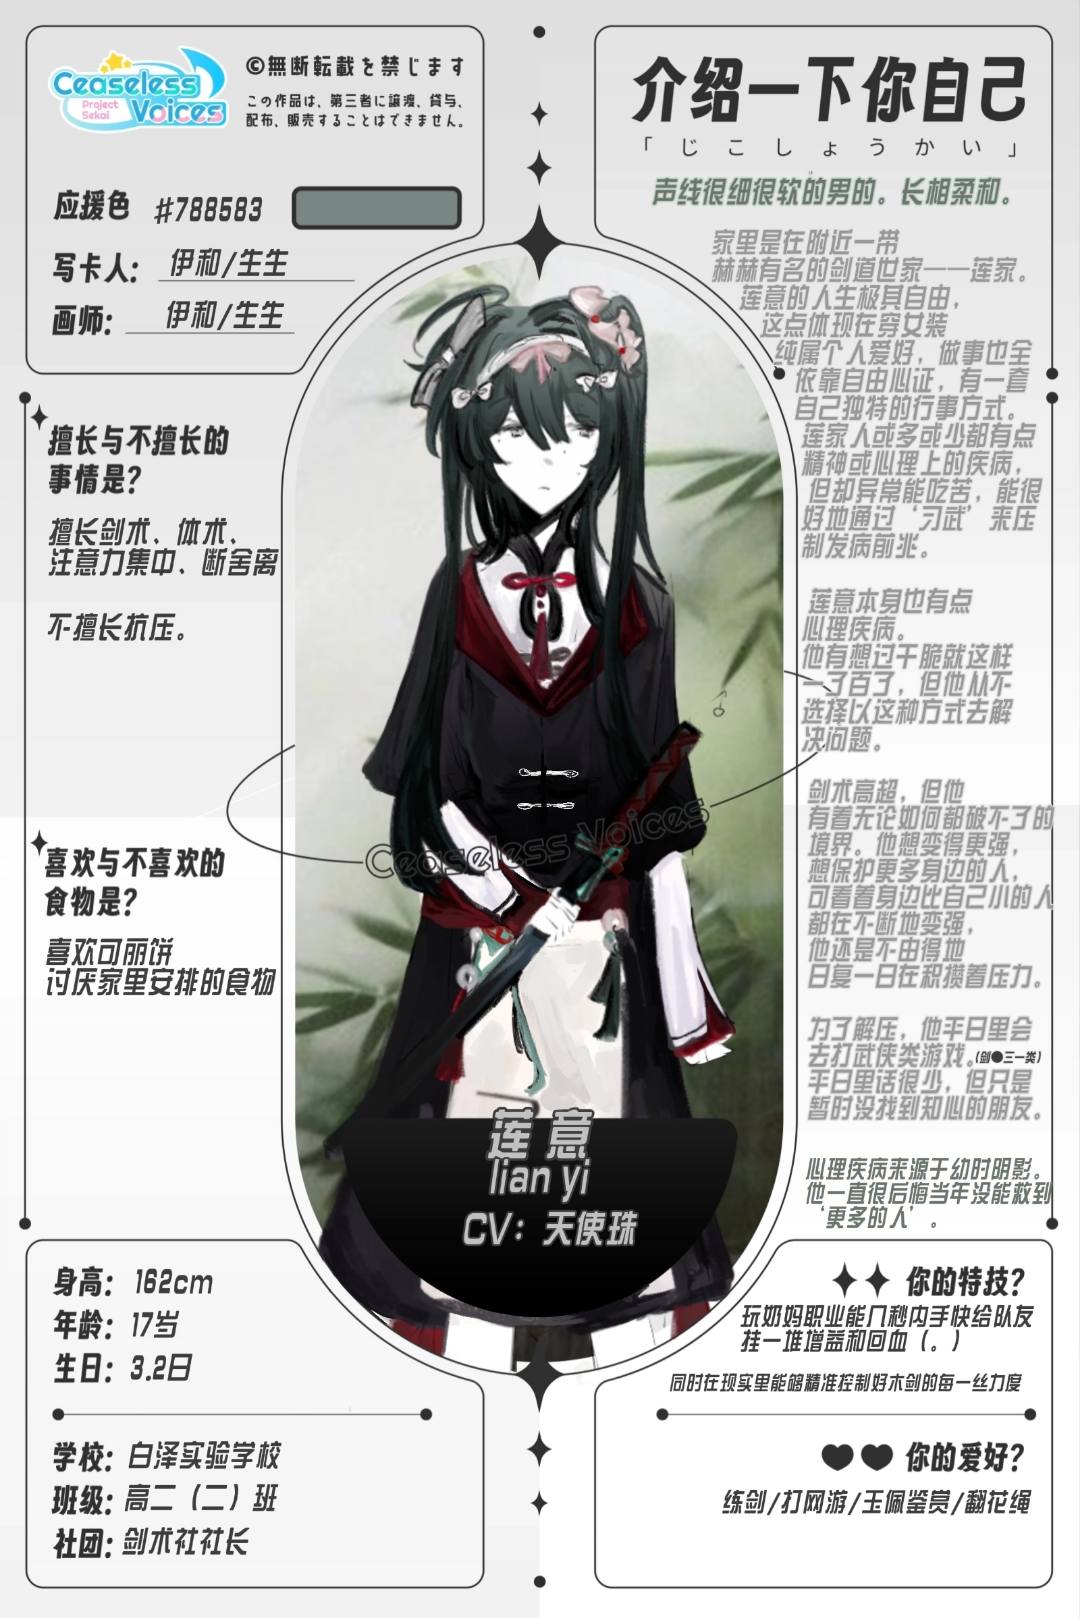 Ceaseless
Voices
Project
Sekai
©無断転載を禁じます
この作品は、第三者に譲渡、貸与、
配布、販売することはできません。
应援色 #788583
写卡人: 伊和/生生
画师: 伊和/生生
介绍一下你自己
「じこしょうかい」
声线很细很软的男的。长相柔和。
家里是在附近一带
赫赫有名的剑道世家——莲家。
莲意的人生极其自由，
这点体现在穿女装
纯属个人爱好，做事也全
依靠自由心证，有一套
自己独特的行事方式。
莲家人或多或少都有点
精神或心理上的疾病，
但却异常能吃苦，能很
好地通过‘习武’来压
制发病前兆。
莲意本身也有点
心理疾病。
他有想过干脆就这样
一了百了，但他从不
选择以这种方式去解
决问题。
剑术高超，但他
有着无论如何都破不了的
境界。他想变得更强，
想保护更多身边的人，
可看着身边比自己小的人
都在不断地变强，
他还是不由得地
日复一日在积攒着压力。
为了解压，他平日里会
去打武侠类游戏。(剑●三一类)
平日里话很少，但只是
暂时没找到知心的朋友。
心理疾病来源于幼时阴影。
他一直很后悔当年没能救到
‘更多的人’。
擅长与不擅长的
事情是?
擅长剑术、体术、
注意力集中、断舍离
不擅长抗压。
喜欢与不喜欢的
食物是?
喜欢可丽饼
讨厌家里安排的食物
Ceaseless Voices
莲意
lian yi
CV: 天使珠
身高: 162cm
年龄: 17岁
生日: 3.2日
学校: 白泽实验学校
班级: 高二（二）班
社团: 剑术社社长
你的特技?
玩奶妈职业能几秒内手快给队友
挂一堆增益和回血（。）
同时在现实里能够精准控制好木剑的每一丝力度
你的爱好?
练剑/打网游/玉佩鉴赏/翻花绳